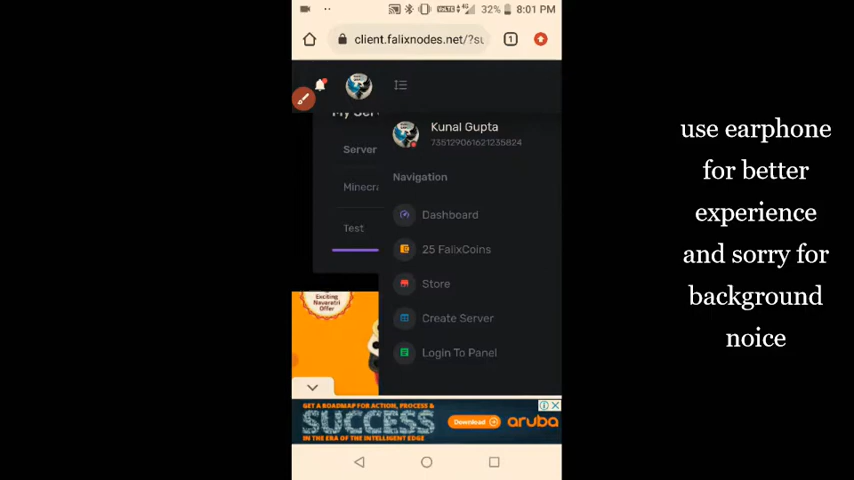 32% 8:01 PM
client.falixnodes.net/?su
1
My Ser
Kunal Gupta
735129061621235824
Server
Navigation
Minecra
Dashboard
Test
25 FalixCoins
Store
Exciting
Navaratri
Offer
Create Server
Login To Panel
GET A ROADMAP FOR ACTION, PROCESS &
SUCCESS
IN THE ERA OF THE INTELLIGENT EDGE
Download
aruba
use earphone
for better
experience
and sorry for
background
noice